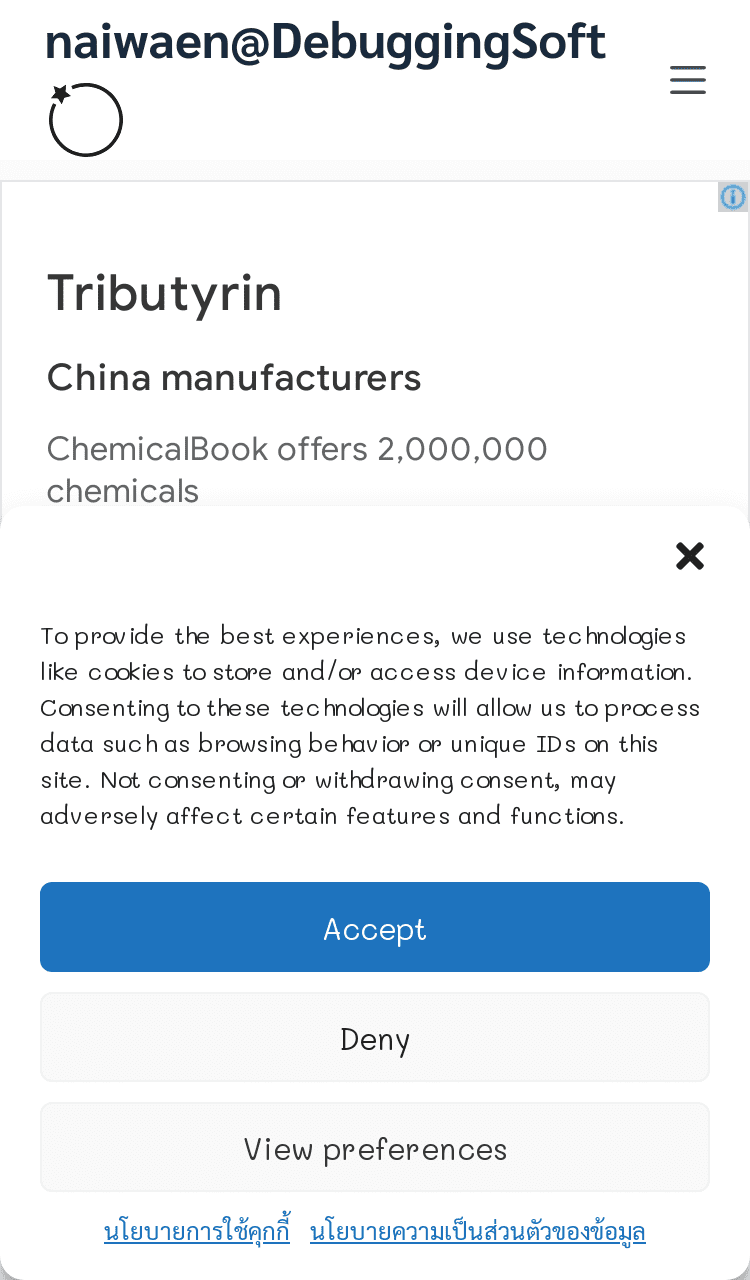 naiwaen@DebuggingSoft
Tributyrin
China manufacturers
ChemicalBook offers 2,000,000
chemicals
To provide the best experiences, we use technologies
like cookies to store and/or access device information.
Consenting to these technologies will allow us to process
data such as browsing behavior or unique IDs on this
site. Not consenting or withdrawing consent, may
adversely affect certain features and functions.
Accept
Deny
View preferences
นโยบายการใช้คุกกี้ นโยบายความเป็นส่วนตัวของข้อมูล